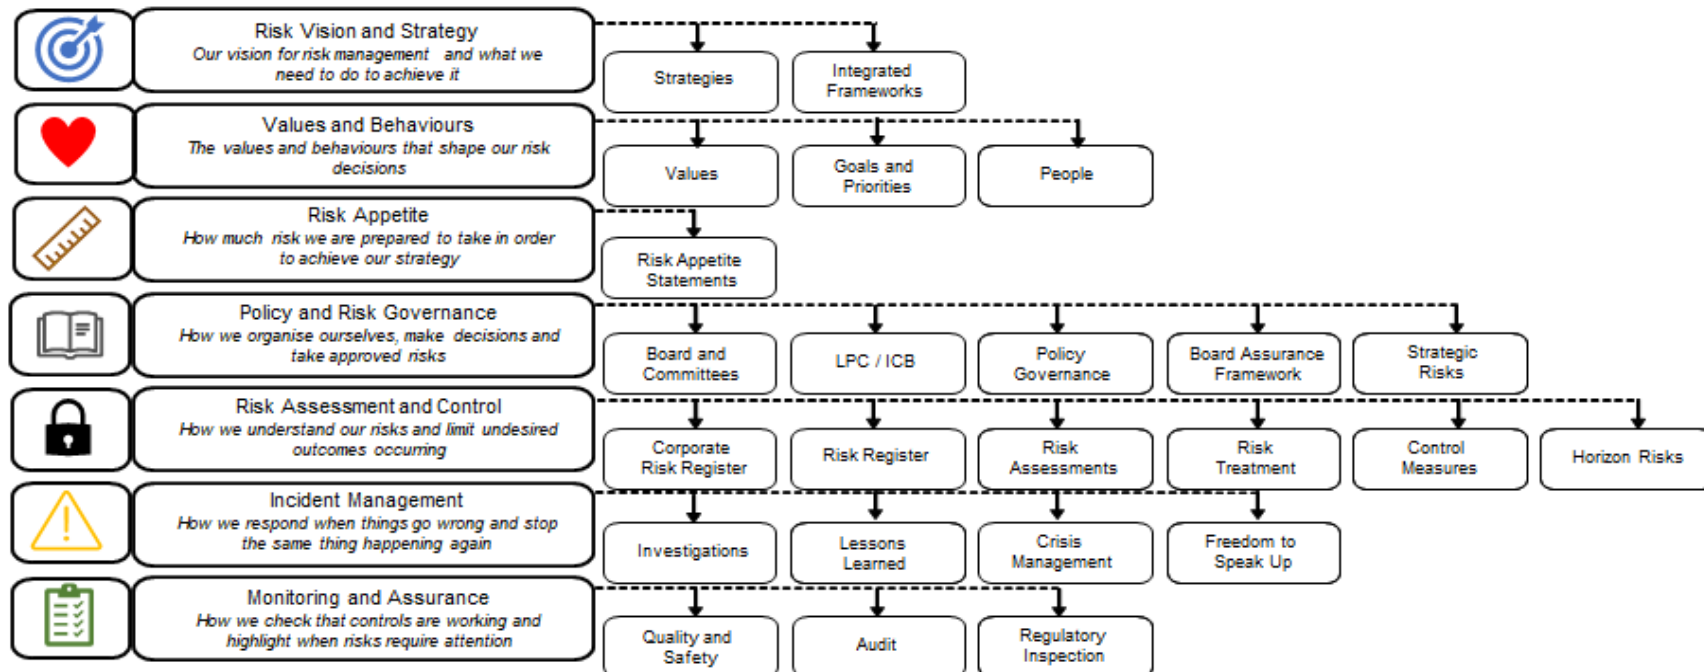 Risk Vision and Strategy
Our vision for risk management and what we
need to do to achieve it
Strategies
Integrated
Frameworks
Values and Behaviours
The values and behaviours that shape our risk
decisions
Values
Goals and
Priorities
People
Risk Appetite
How much risk we are prepared to take in order
to achieve our strategy
Risk Appetite
Statements
Policy and Risk Governance
How we organise ourselves, make decisions and
take approved risks
Board and
Committees
LPC / ICB
Policy
Governance
Board Assurance
Framework
Strategic
Risks
Risk Assessment and Control
How we understand our risks and limit undesired
outcomes occurring
Corporate
Risk Register
Risk Register
Risk
Assessments
Risk
Treatment
Control
Measures
Horizon Risks
Incident Management
How we respond when things go wrong and stop
the same thing happening again
Investigations
Lessons
Learned
Crisis
Management
Freedom to
Speak Up
Monitoring and Assurance
How we check that controls are working and
highlight when risks require attention
Quality and
Safety
Audit
Regulatory
Inspection